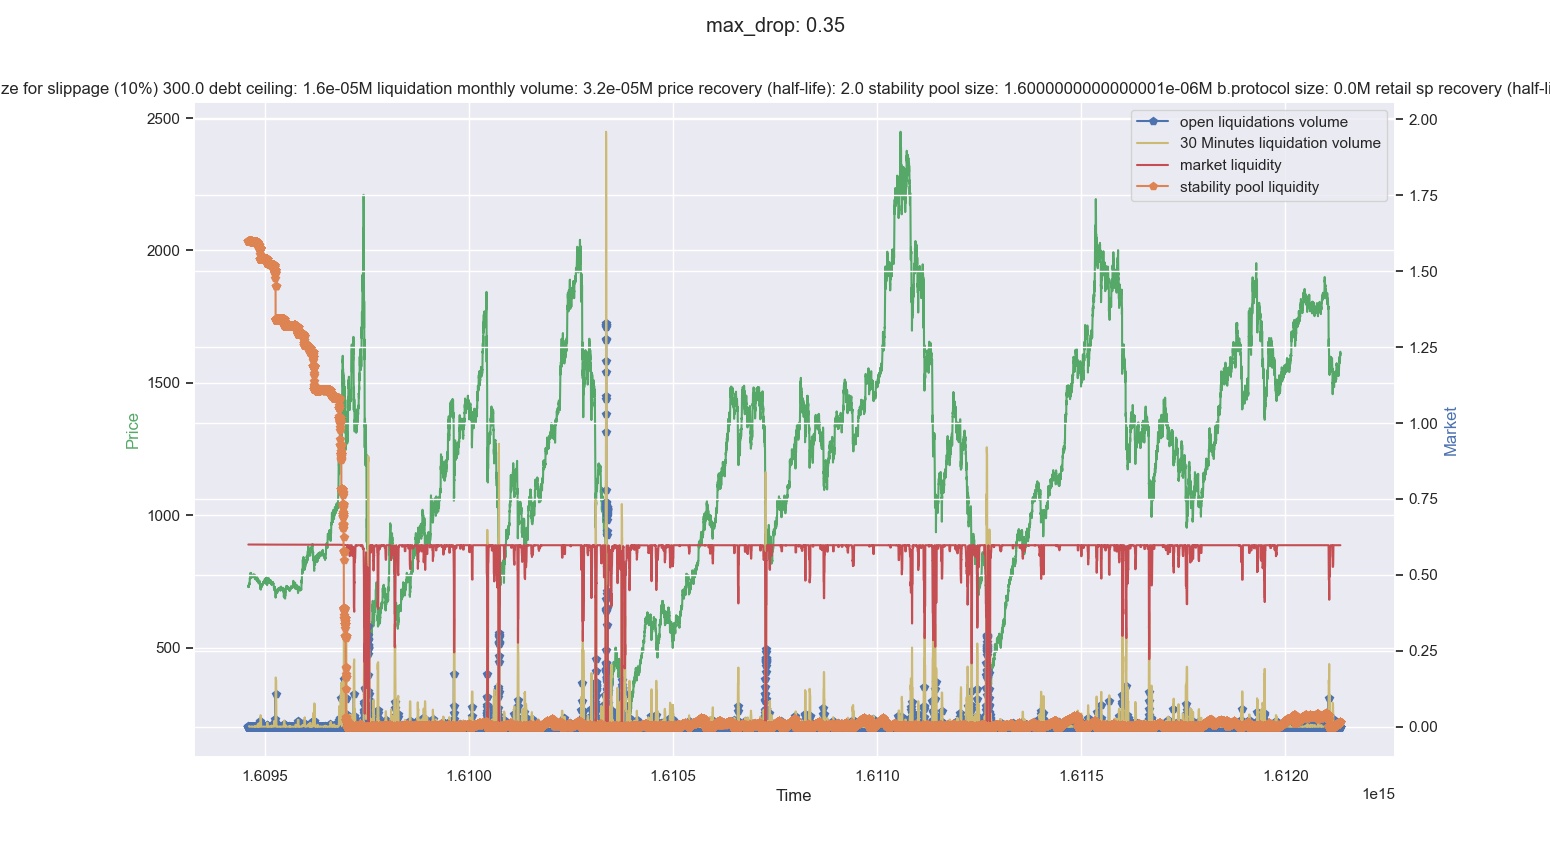 max_drop: 0.35
ze for slippage (10%) 300.0 debt ceiling: 1.6e-05M liquidation monthly volume: 3.2e-05M price recovery (half-life): 2.0 stability pool size: 1.6000000000000001e-06M b.protocol size: 0.0M retail sp recovery (half-li
open liquidations volume
30 Minutes liquidation volume
market liquidity
stability pool liquidity
2500
2000
1500
1000
500
Price
2.00
1.75
1.50
1.25
1.00
0.75
0.50
0.25
0.00
Market
1.6095
1.6100
1.6105
1.6110
1.6115
1.6120
1e15
Time